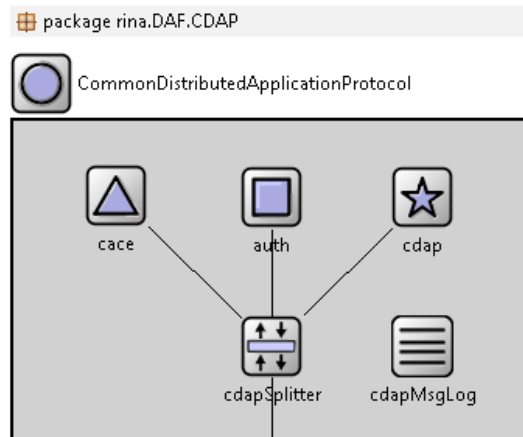 package rina.DAF.CDAP
CommonDistributedApplicationProtocol
cace auth cdap
cdapSplitter cdapMsgLog